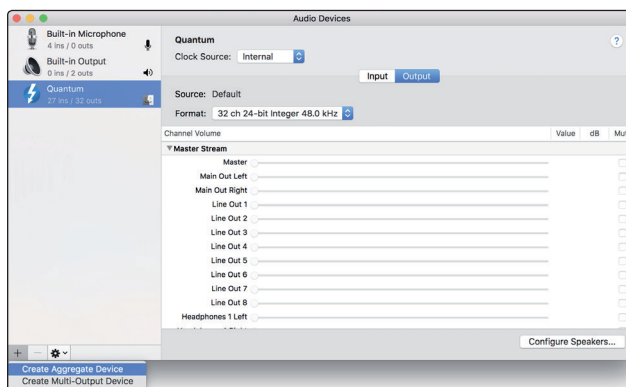 Audio Devices
Built-in Microphone
4 ins / 0 outs
Built-in Output
0 ins / 2 outs
Quantum
27 ins / 32 outs
Quantum
?
Clock Source: Internal
Input Output
Source: Default
Format: 32 ch 24-bit Integer 48.0 kHz
Channel Volume Value dB Mu
Master Stream
Master
Main Out Left
Main Out Right
Line Out 1
Line Out 2
Line Out 3
Line Out 4
Line Out 5
Line Out 6
Line Out 7
Line Out 8
Headphones 1 Left
Configure Speakers...
Create Aggregate Device
Create Multi-Output Device